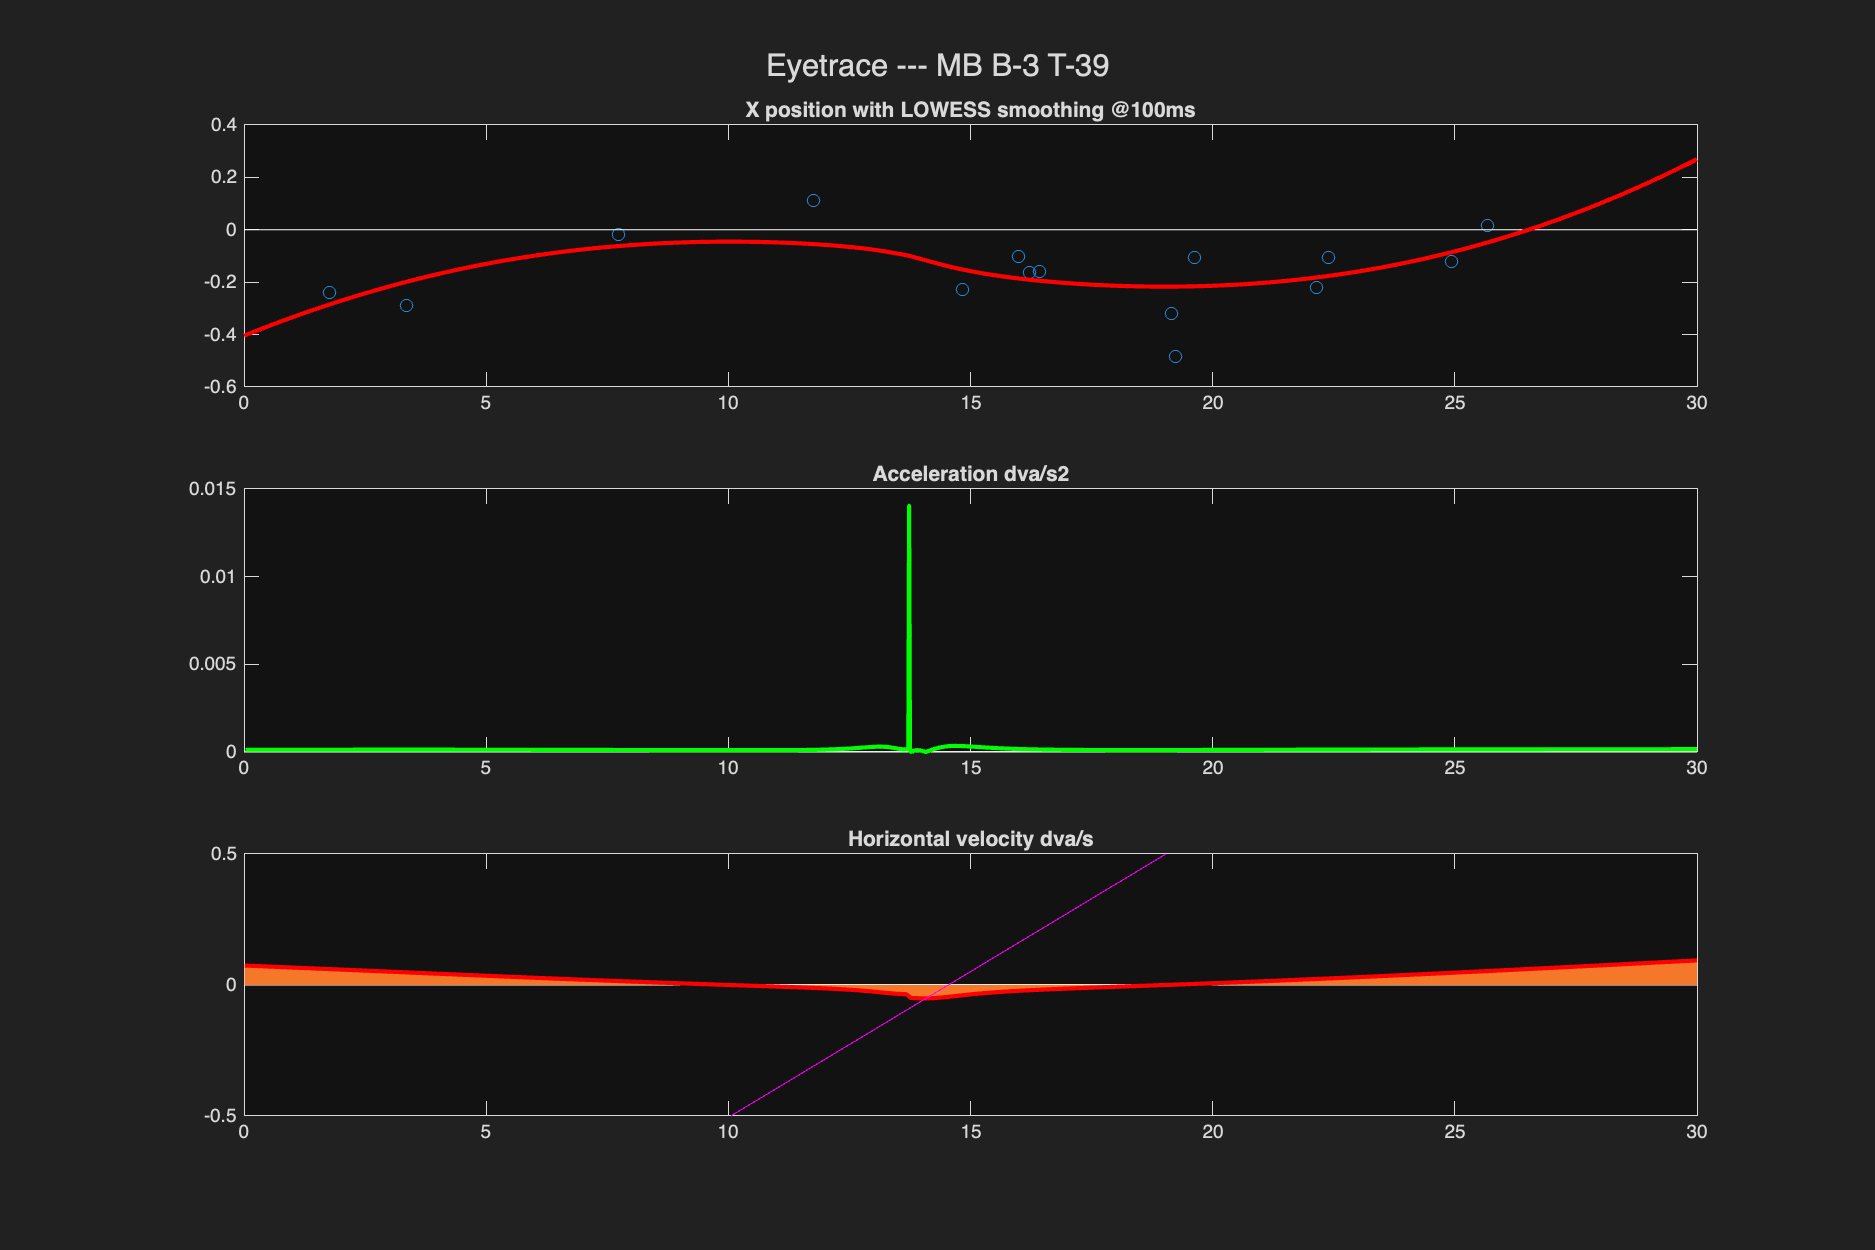 Eyetrace --- MB B-3 T-39
X position with LOWESS smoothing @100ms
0.4
0.2
0
-0.2
-0.4
-0.6
0 5 10 15 20 25 30
Acceleration dva/s2
0.015
0.01
0.005
0
0 5 10 15 20 25 30
Horizontal velocity dva/s
0.5
0
-0.5
0 5 10 15 20 25 30